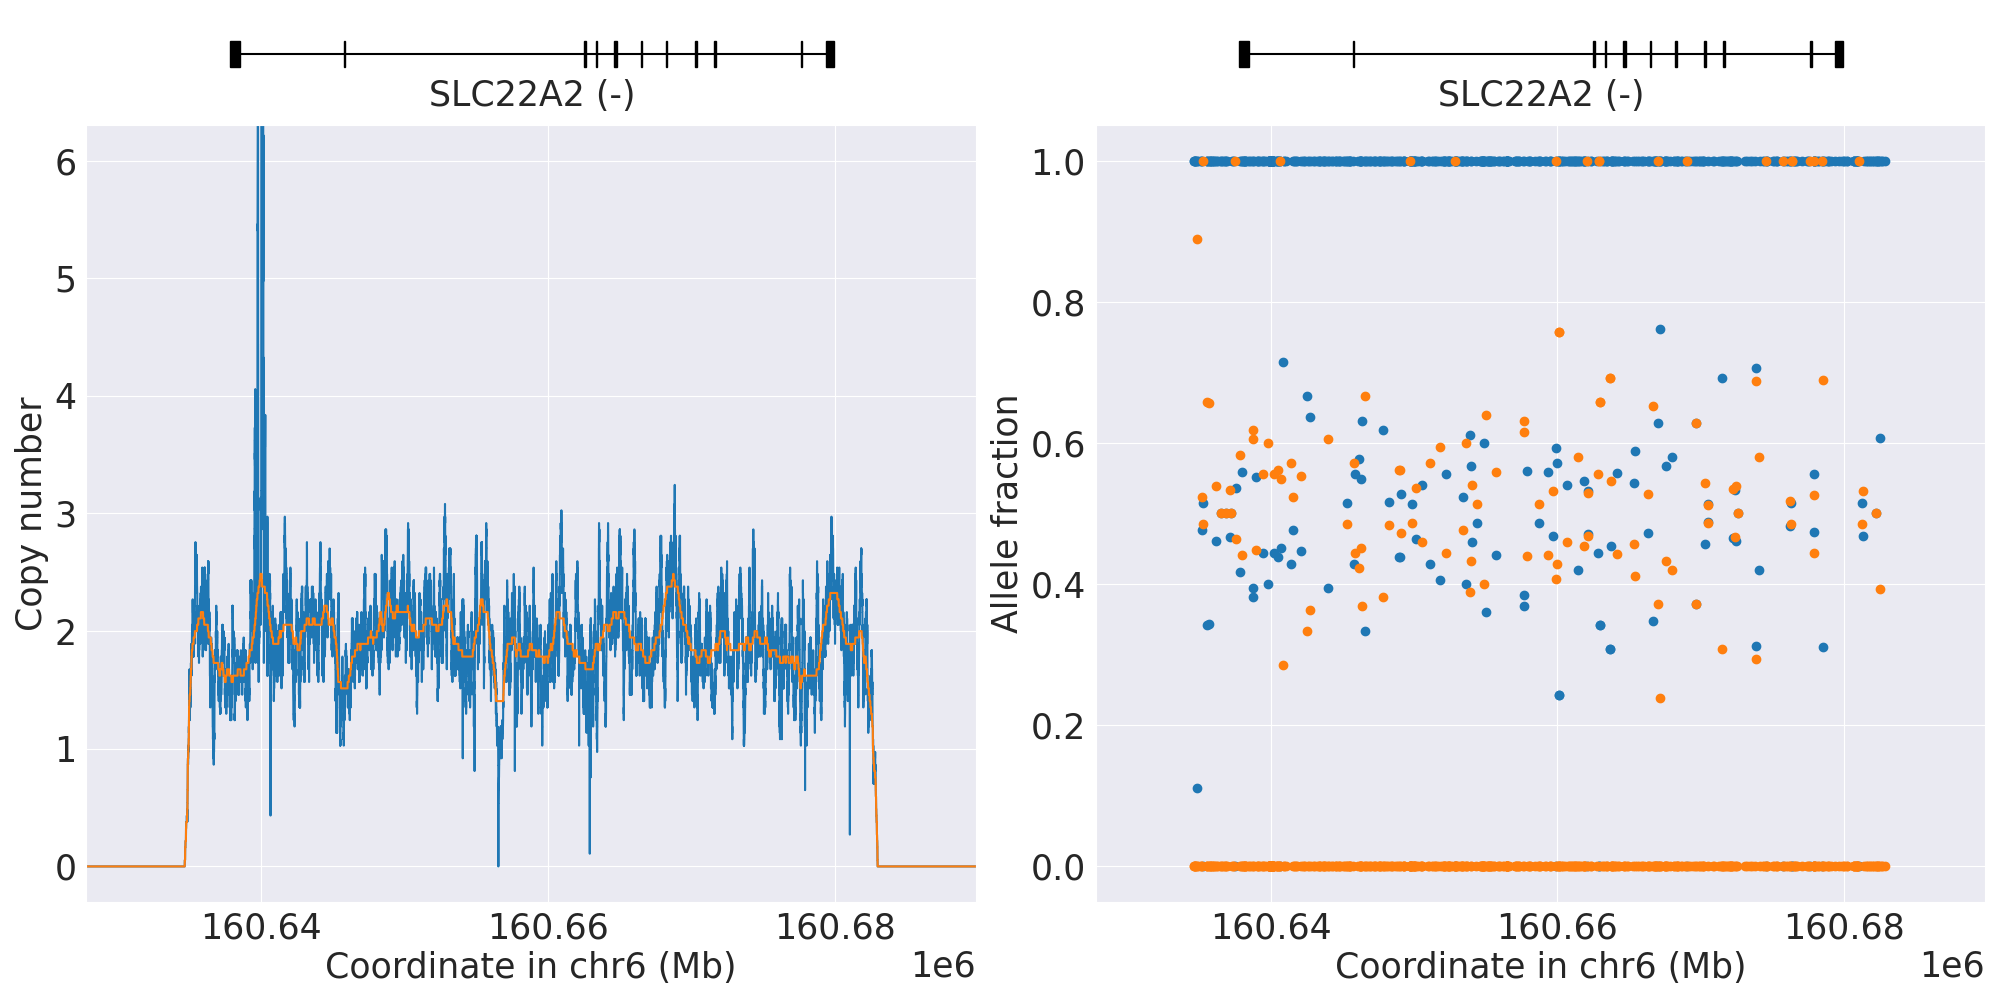 SLC22A2 (-)
Copy number
6
5
4
3
2
1
0
160.64
160.66
160.68
Coordinate in chr6 (Mb)
1e6
SLC22A2 (-)
Allele fraction
1.0
0.8
0.6
0.4
0.2
0.0
160.64
160.66
160.68
Coordinate in chr6 (Mb)
1e6